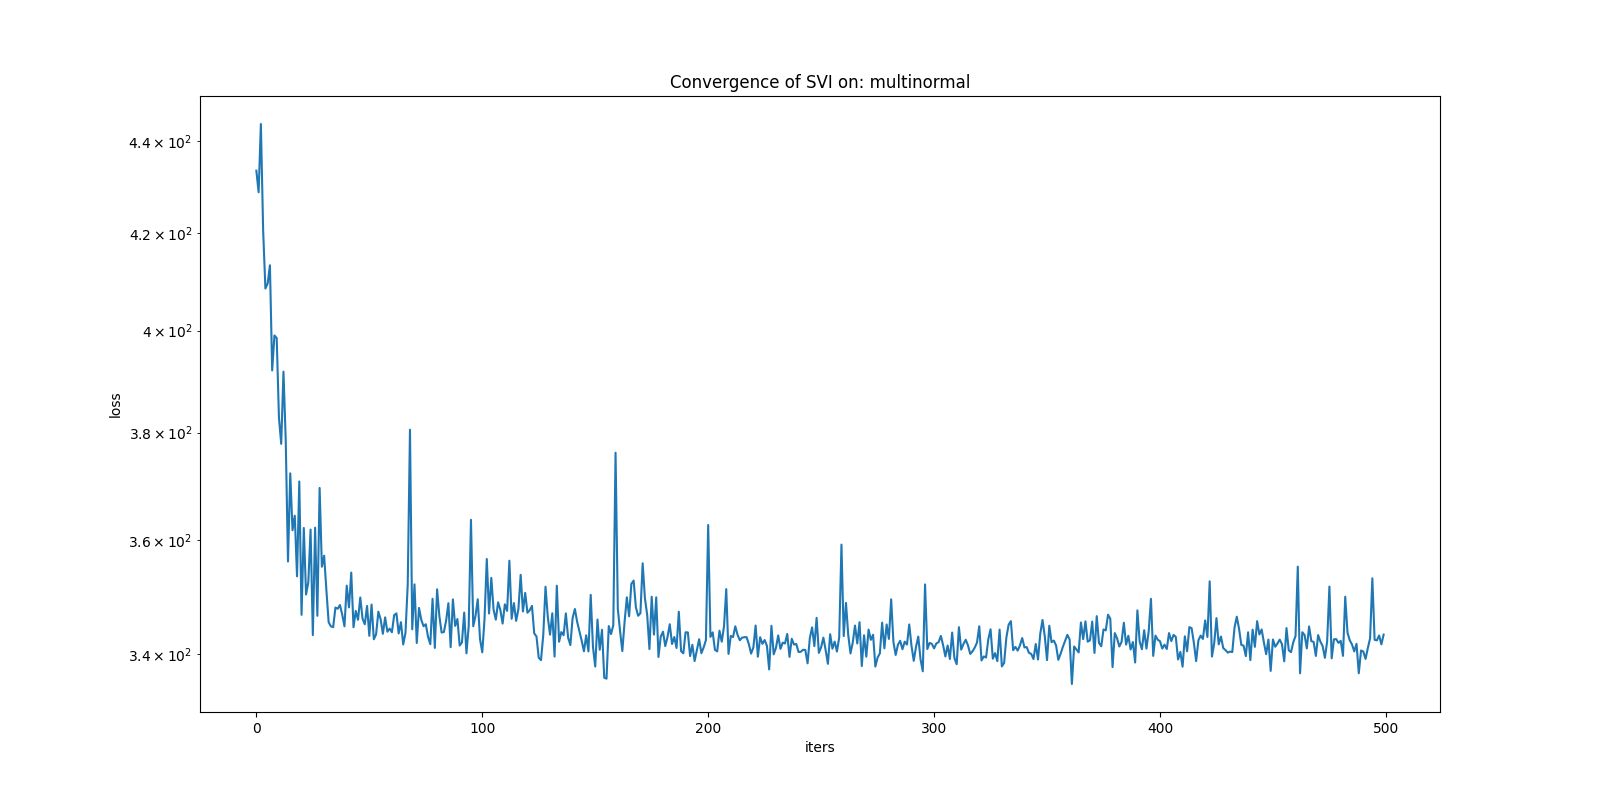 Convergence of SVI on: multinormal
4.4 × 10²
4.2 × 10²
4 × 10²
3.8 × 10²
loss
3.6 × 10²
3.4 × 10²
0 100 200 300 400 500
iters